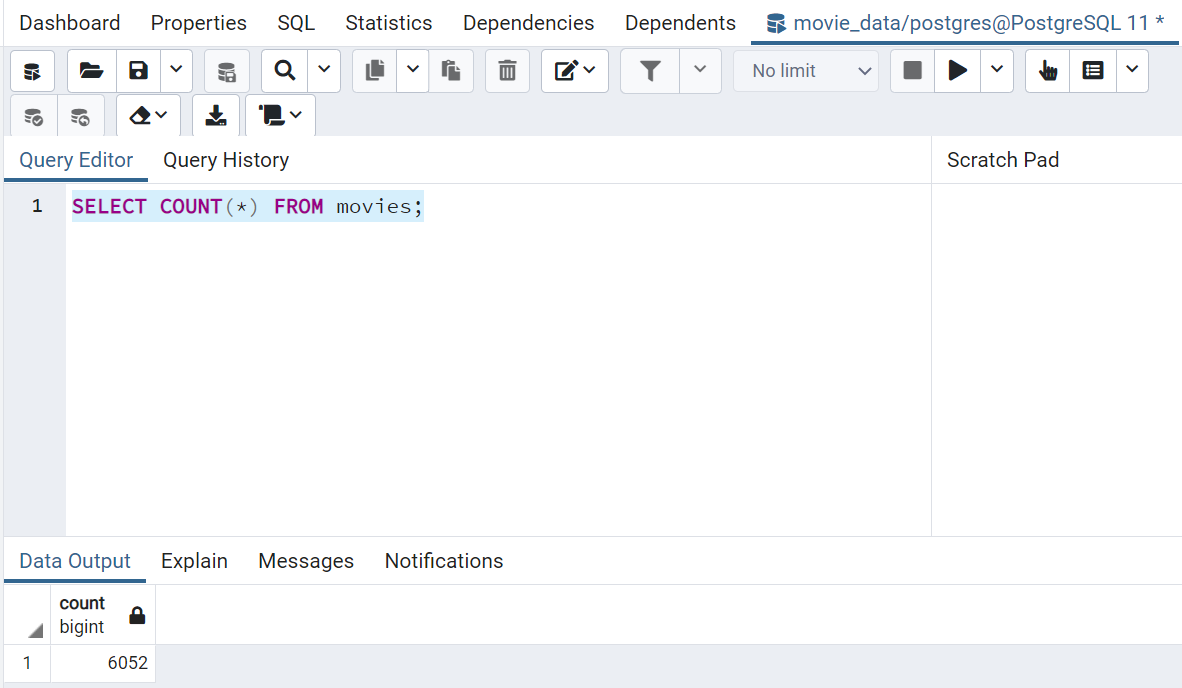 Dashboard Properties SQL Statistics Dependencies Dependents movie_data/postgres@PostgreSQL 11 *
No limit
Query Editor Query History Scratch Pad
1 SELECT COUNT(*) FROM movies;
Data Output Explain Messages Notifications
count
bigint
1 6052